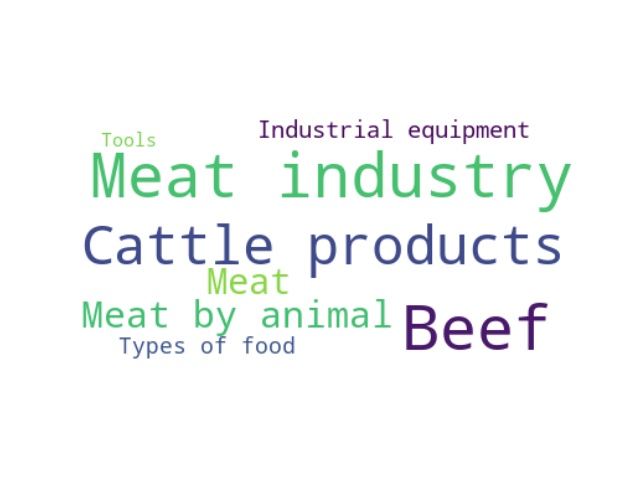 Industrial equipment
Tools
Meat industry
Cattle products
Meat
Meat by animal
Beef
Types of food